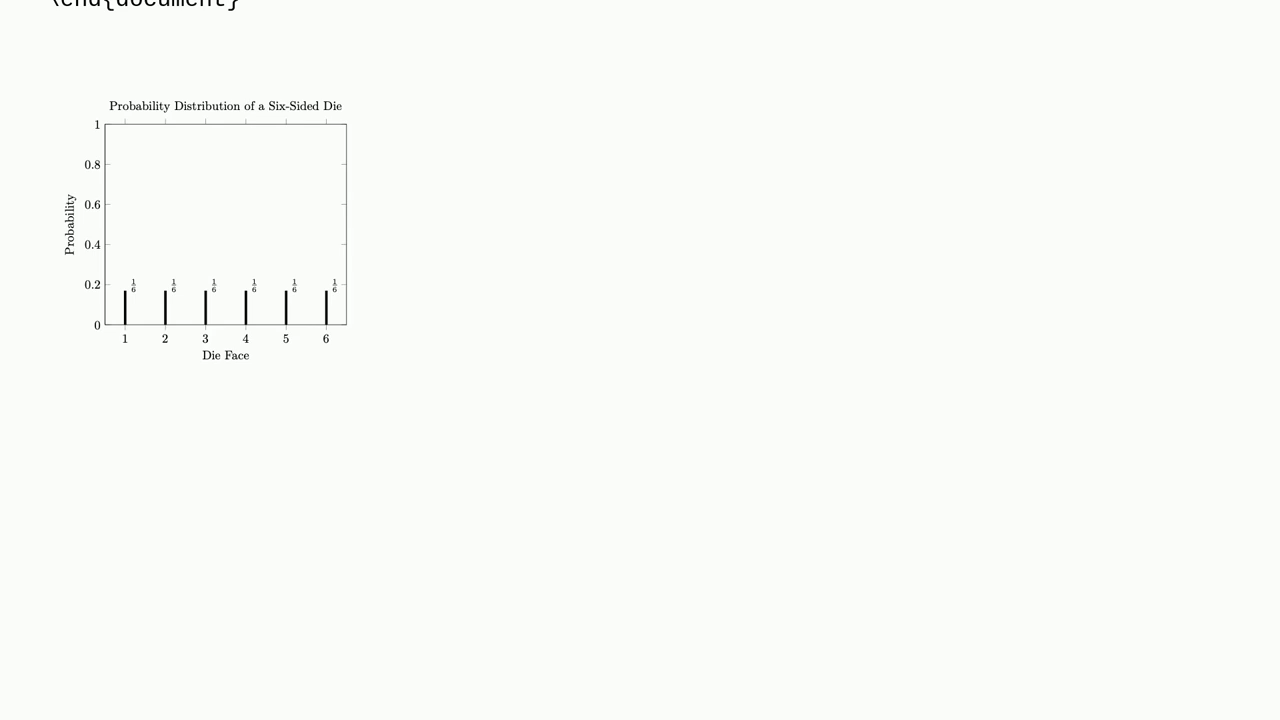 \end{document}
Probability Distribution of a Six-Sided Die
1
0.8
0.6
0.4
0.2
0
Probability
1/6 1/6 1/6 1/6 1/6 1/6
1 2 3 4 5 6
Die Face